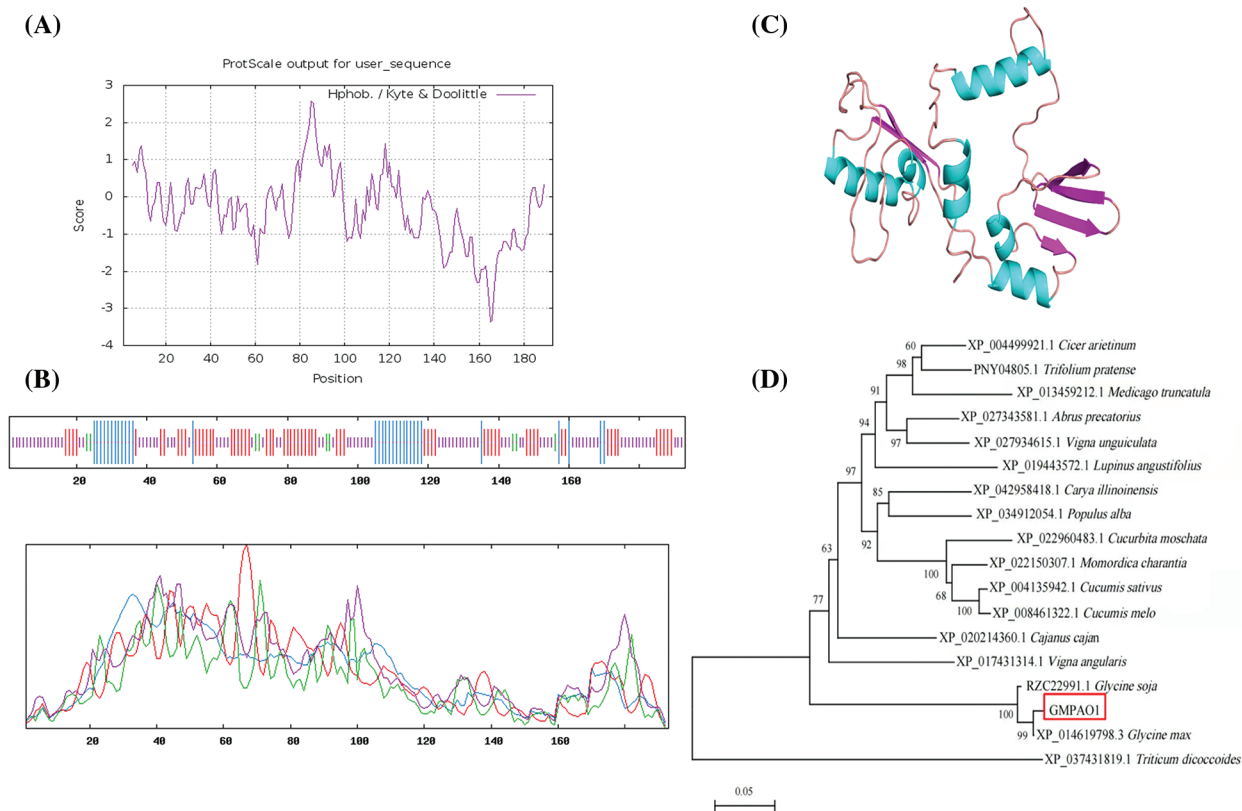 (A)
ProtScale output for user_sequence
Hphob. / Kyte & Doolittle
3
2
1
0
-1
-2
-3
-4
Score
20 40 60 80 100 120 140 160 180
Position
(B)
20 40 60 80 100 120 140 160
20 40 60 80 100 120 140 160
(C)
(D)
XP_004499921.1 Cicer arietinum
60
PNY04805.1 Trifolium pratense
98
XP_013459212.1 Medicago truncatula
91
XP_027343581.1 Abrus precatorius
94
XP_027934615.1 Vigna unguiculata
97
XP_019443572.1 Lupinus angustifolius
97
XP_042958418.1 Carya illinoinensis
85
XP_034912054.1 Populus alba
92
XP_022960483.1 Cucurbita moschata
63
XP_022150307.1 Momordica charantia
100
XP_004135942.1 Cucumis sativus
68
XP_008461322.1 Cucumis melo
100
77
XP_020214360.1 Cajanus cajan
XP_017431314.1 Vigna angularis
RZC22991.1 Glycine soja
100
GMPAO1
99
XP_014619798.3 Glycine max
XP_037431819.1 Triticum dicoccoides
0.05